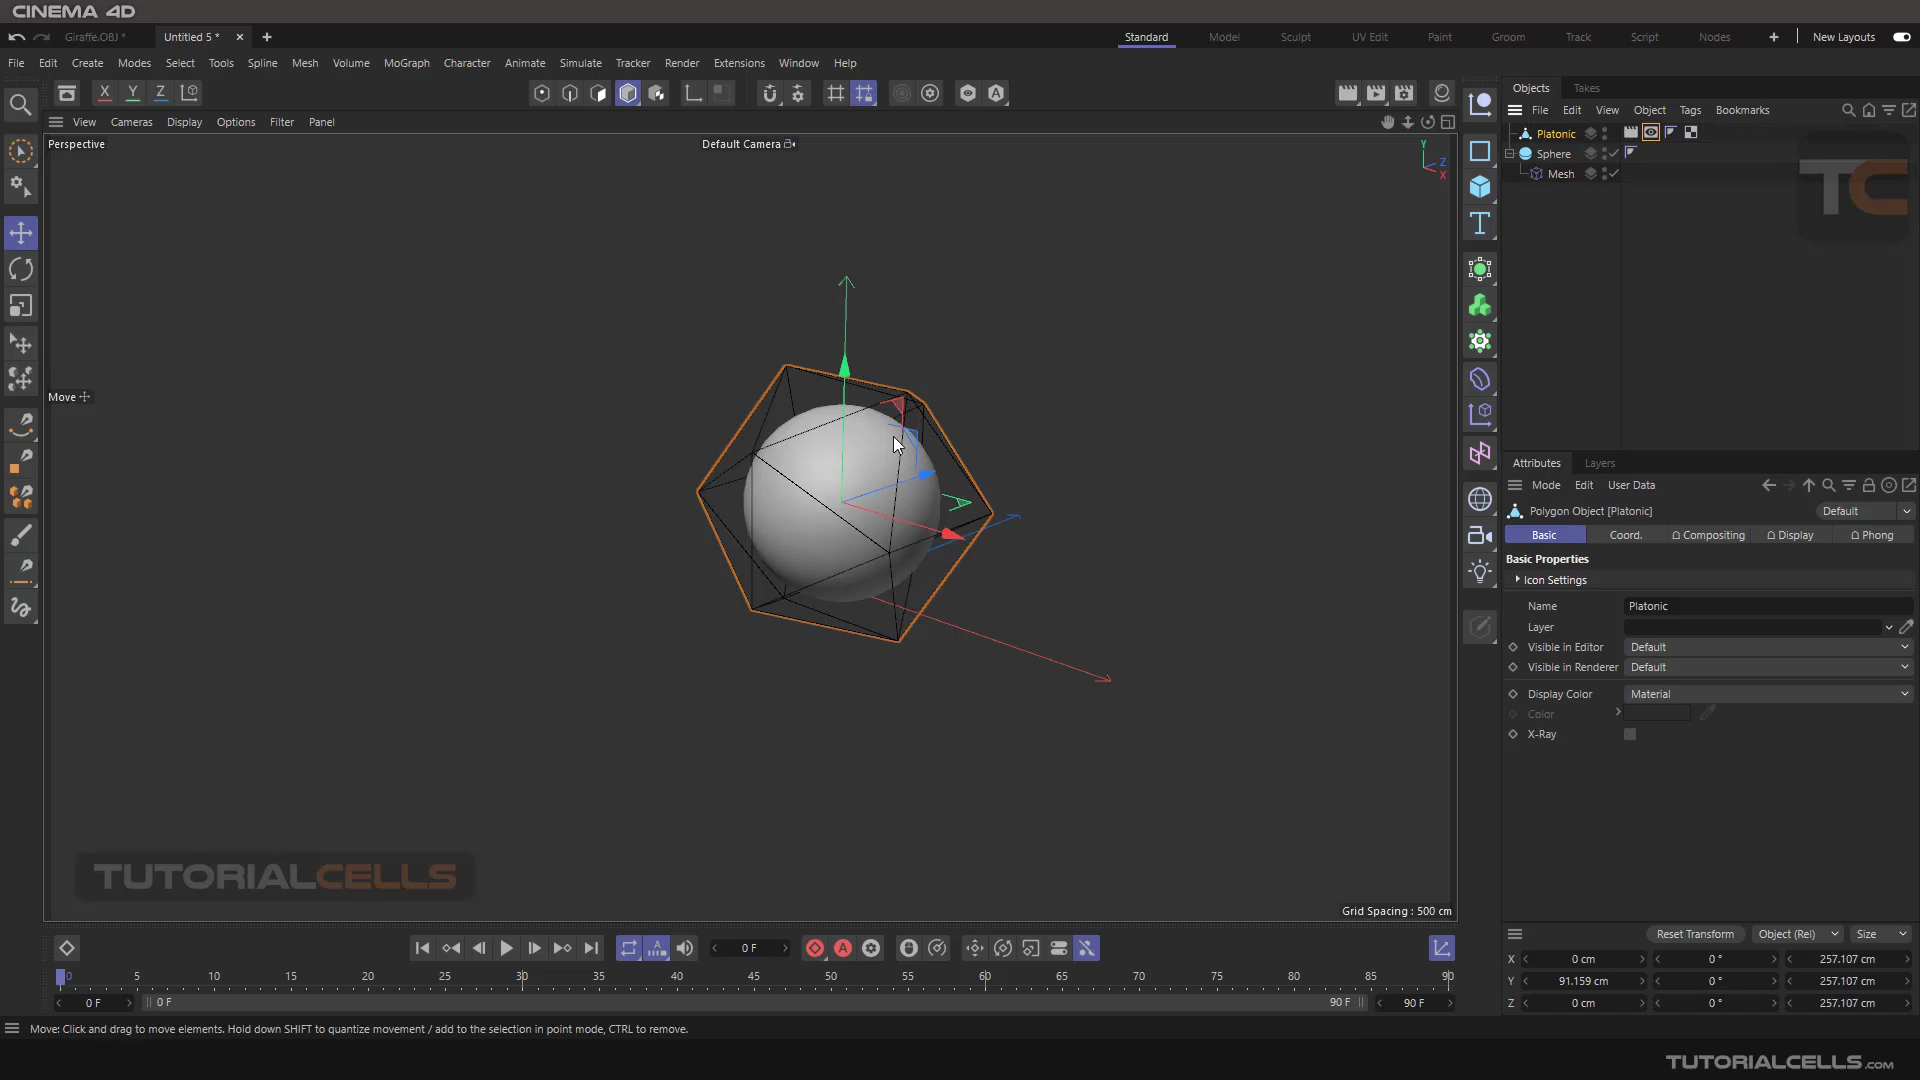 CINEMA 4D
Giraffe.OBJ *
Untitled 5 *
Standard
Model
Sculpt
UV Edit
Paint
Groom
Track
Script
Nodes
New Layouts
File Edit Create Modes Select Tools Spline Mesh Volume MoGraph Character Animate Simulate Tracker Render Extensions Window Help
X Y Z
Objects Takes
View Cameras Display Options Filter Panel
File Edit View Object Tags Bookmarks
Perspective
Default Camera
Y
Z
X
Platonic
Sphere
Mesh
TC
Move
Attributes Layers
Mode Edit User Data
Polygon Object [Platonic]
Default
Basic Coord. Compositing Display Phong
Basic Properties
Icon Settings
Name Platonic
Layer
Visible in Editor Default
Visible in Renderer Default
Display Color Material
Color
X-Ray
TUTORIALCELLS
Grid Spacing : 500 cm
Reset Transform Object (Rel) Size
0 F
X 0 cm 0 ° 257.107 cm
Y 91.159 cm 0 ° 257.107 cm
Z 0 cm 0 ° 257.107 cm
0 5 10 15 20 25 30 35 40 45 50 55 60 65 70 75 80 85 90
0 F 0 F 90 F 90 F
Move: Click and drag to move elements. Hold down SHIFT to quantize movement / add to the selection in point mode, CTRL to remove.
TUTORIALCELLS.COM